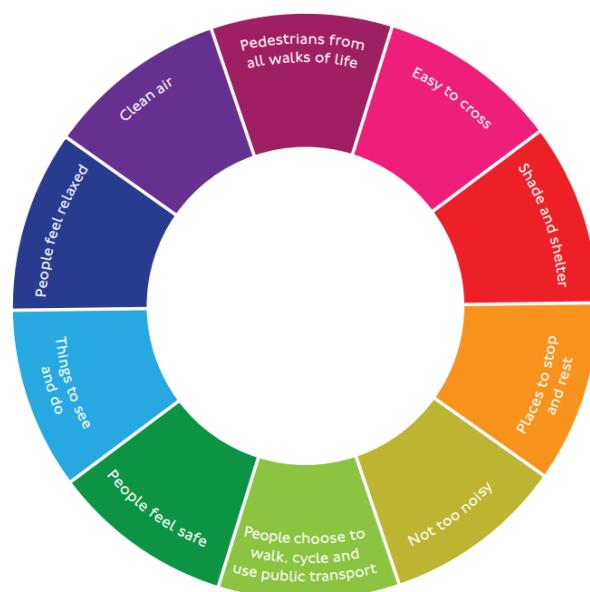 Pedestrians from
all walks of life
Easy to cross
Shade and shelter
Places to stop
and rest
Not too noisy
People choose to
walk, cycle and
use public transport
People feel safe
Things to see
and do
People feel relaxed
Clean air